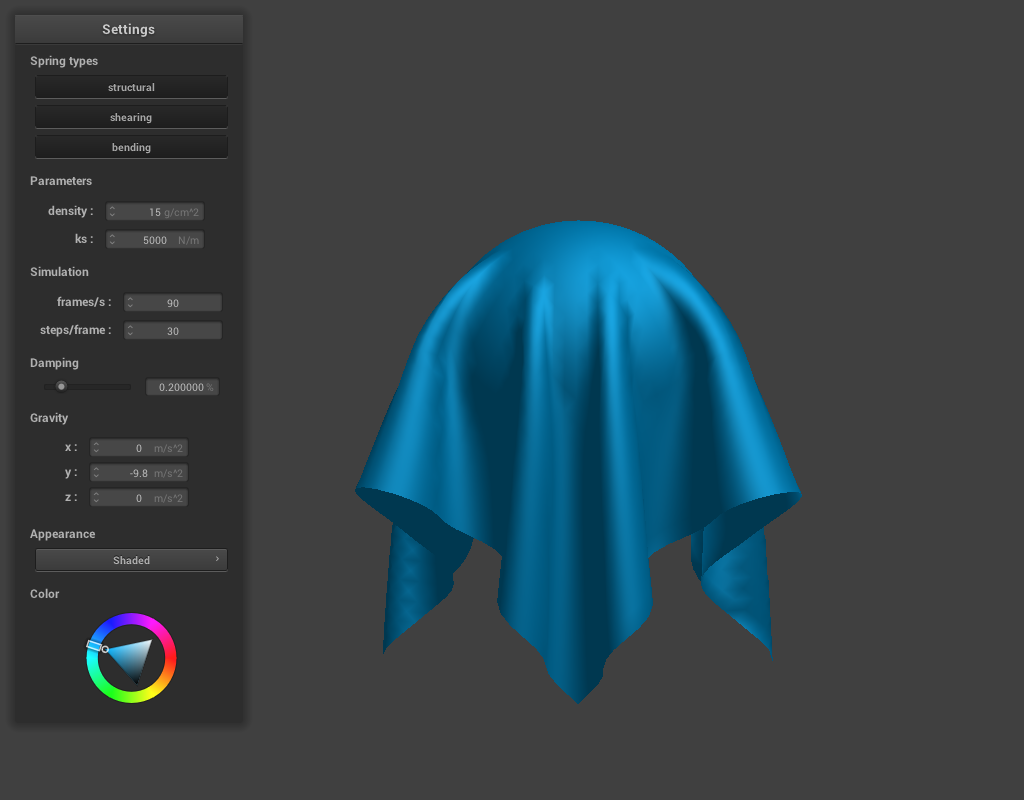 Settings
Spring types
structural
shearing
bending
Parameters
density : 15 g/cm^2
ks : 5000 N/m
Simulation
frames/s : 90
steps/frame : 30
Damping
0.200000 %
Gravity
x : 0 m/s^2
y : -9.8 m/s^2
z : 0 m/s^2
Appearance
Shaded
Color